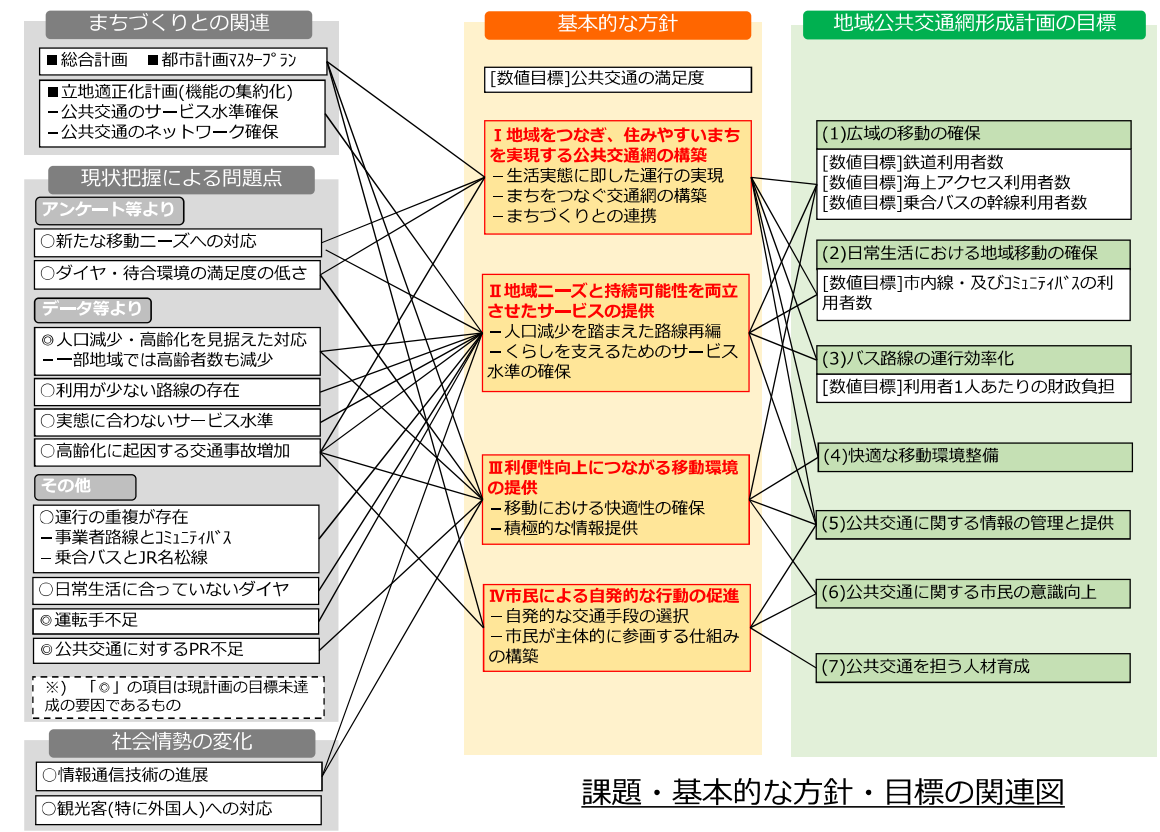 まちづくりとの関連
■総合計画　■都市計画ﾏｽﾀｰﾌﾟﾗﾝ
■立地適正化計画(機能の集約化)
－公共交通のサービス水準確保
－公共交通のネットワーク確保
現状把握による問題点
アンケート等より
○新たな移動ニーズへの対応
○ダイヤ・待合環境の満足度の低さ
データ等より
◎人口減少・高齢化を見据えた対応
－一部地域では高齢者数も減少
○利用が少ない路線の存在
○実態に合わないサービス水準
○高齢化に起因する交通事故増加
その他
○運行の重複が存在
－事業者路線とｺﾐｭﾆﾃｨﾊﾞｽ
－乗合バスとJR名松線
○日常生活に合っていないダイヤ
◎運転手不足
◎公共交通に対するPR不足
※)　「◎」の項目は現計画の目標未達
成の要因であるもの
社会情勢の変化
○情報通信技術の進展
○観光客(特に外国人)への対応
基本的な方針
[数値目標]公共交通の満足度
Ⅰ地域をつなぎ、住みやすいまち
を実現する公共交通網の構築
－生活実態に即した運行の実現
－まちをつなぐ交通網の構築
－まちづくりとの連携
Ⅱ地域ニーズと持続可能性を両立
させたサービスの提供
－人口減少を踏まえた路線再編
－くらしを支えるためのサービス
水準の確保
Ⅲ利便性向上につながる移動環境
の提供
－移動における快適性の確保
－積極的な情報提供
Ⅳ市民による自発的な行動の促進
－自発的な交通手段の選択
－市民が主体的に参画する仕組み
の構築
地域公共交通網形成計画の目標
(1)広域の移動の確保
[数値目標]鉄道利用者数
[数値目標]海上アクセス利用者数
[数値目標]乗合バスの幹線利用者数
(2)日常生活における地域移動の確保
[数値目標]市内線・及びｺﾐｭﾆﾃｨﾊﾞｽの利
用者数
(3)バス路線の運行効率化
[数値目標]利用者1人あたりの財政負担
(4)快適な移動環境整備
(5)公共交通に関する情報の管理と提供
(6)公共交通に関する市民の意識向上
(7)公共交通を担う人材育成
課題・基本的な方針・目標の関連図